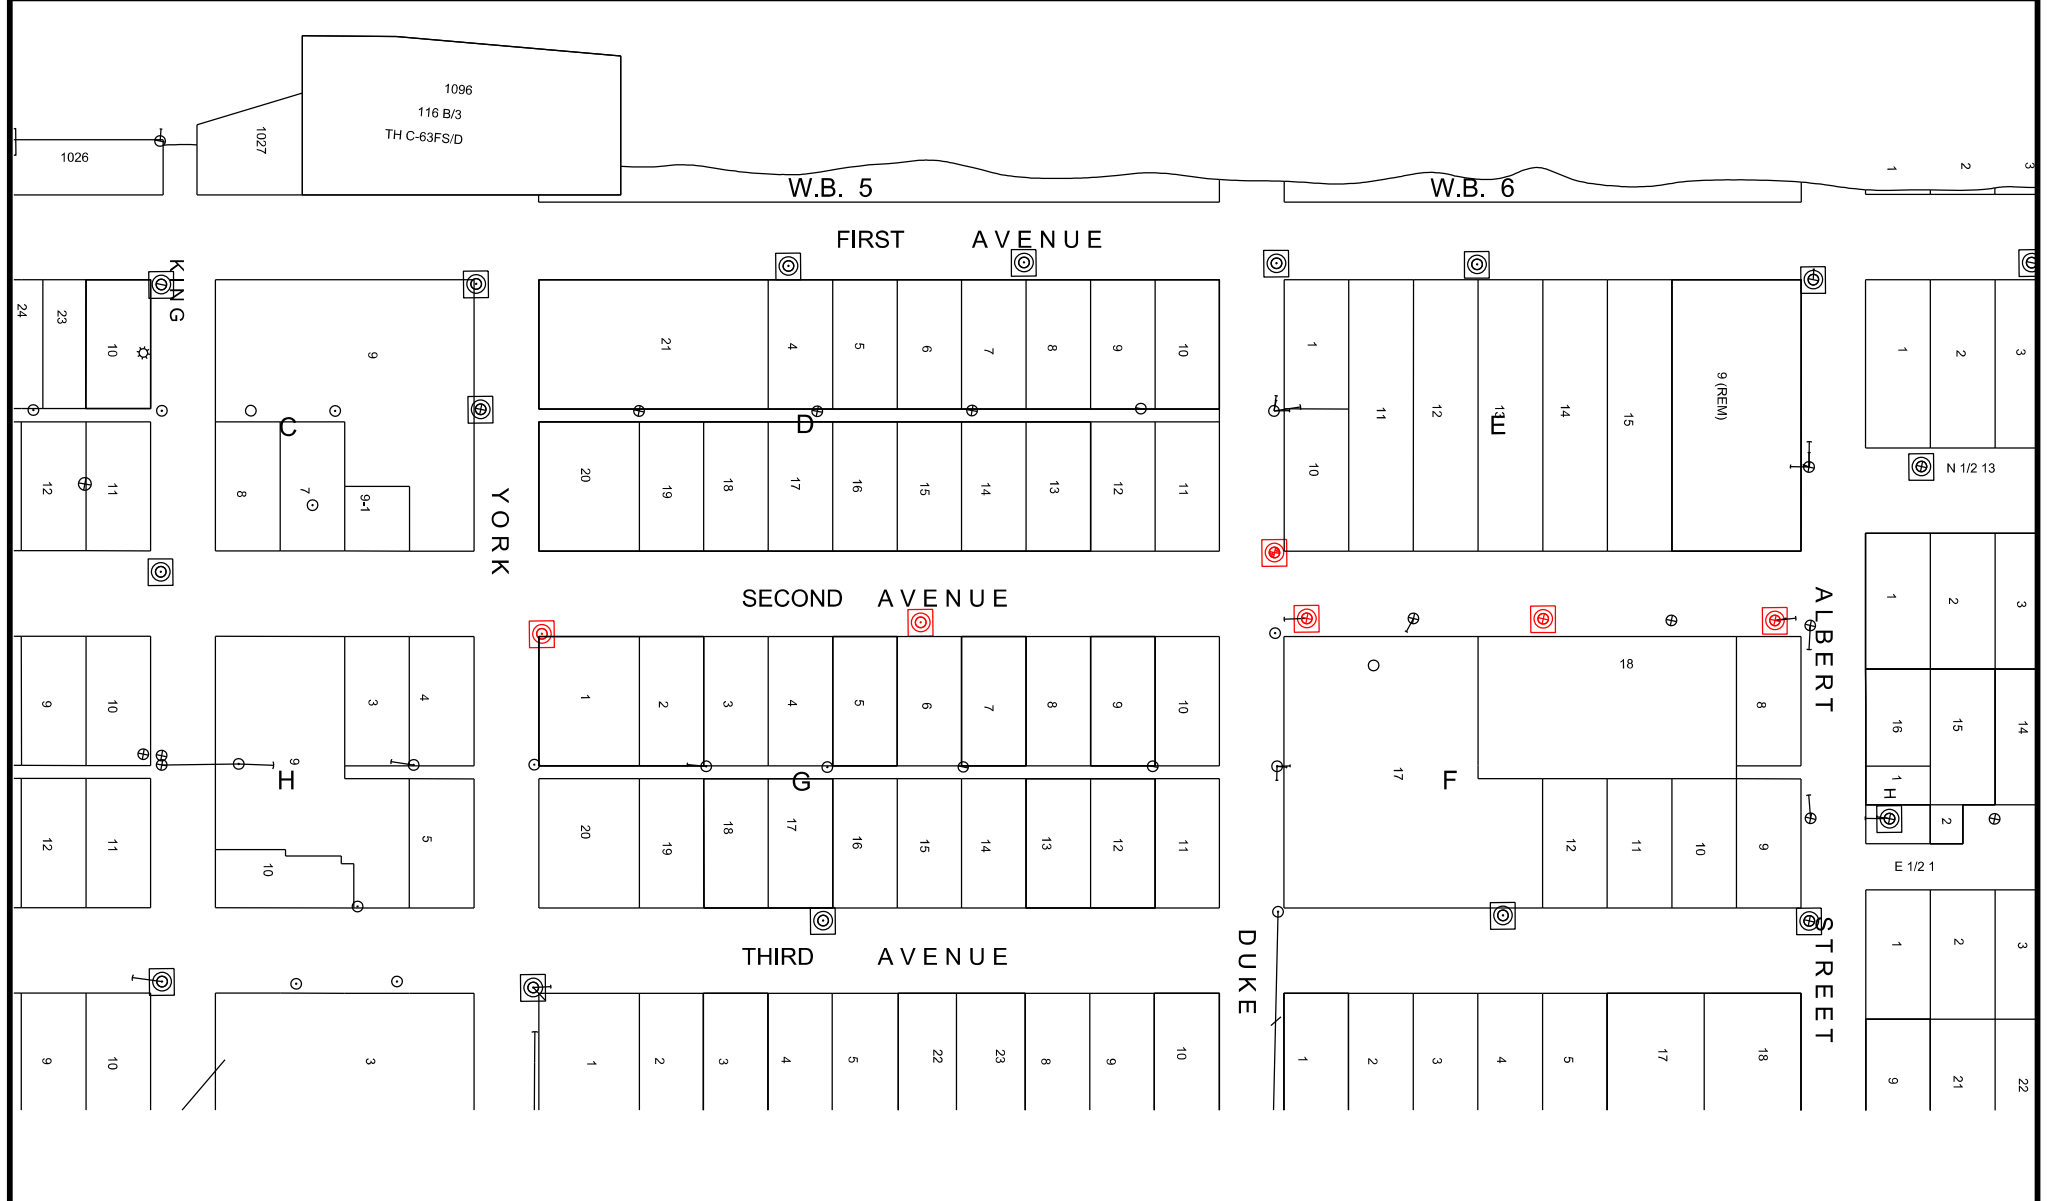 1096
116 B/3
TH C-63FS/D
1027
1026
1 2 3
W.B. 5
W.B. 6
FIRST AVENUE
KING
24 23 10
9
21 4 5 6 7 8 9 10
1 11 12 13 14 15 9 (REM)
1 2 3
C
D
E
12 11
8 7 9-1
20 19 18 17 16 15 14 13 12 11
10
N 1/2 13
YORK
SECOND AVENUE
ALBERT
1 2 3
18
9 10
3 4
1 2 3 4 5 6 7 8 9 10
8
16 15 14
9
H
G
17
F
1
H
2
12 11
10
5
20 19 18 17 16 15 14 13 12 11
12 11 10 9
E 1/2 1
THIRD AVENUE
DUKE
STREET
1 2 3
9 10
3
1 2 3 4 5 22 23 8 9 10
1 2 3 4 5 17 18
9 21 22